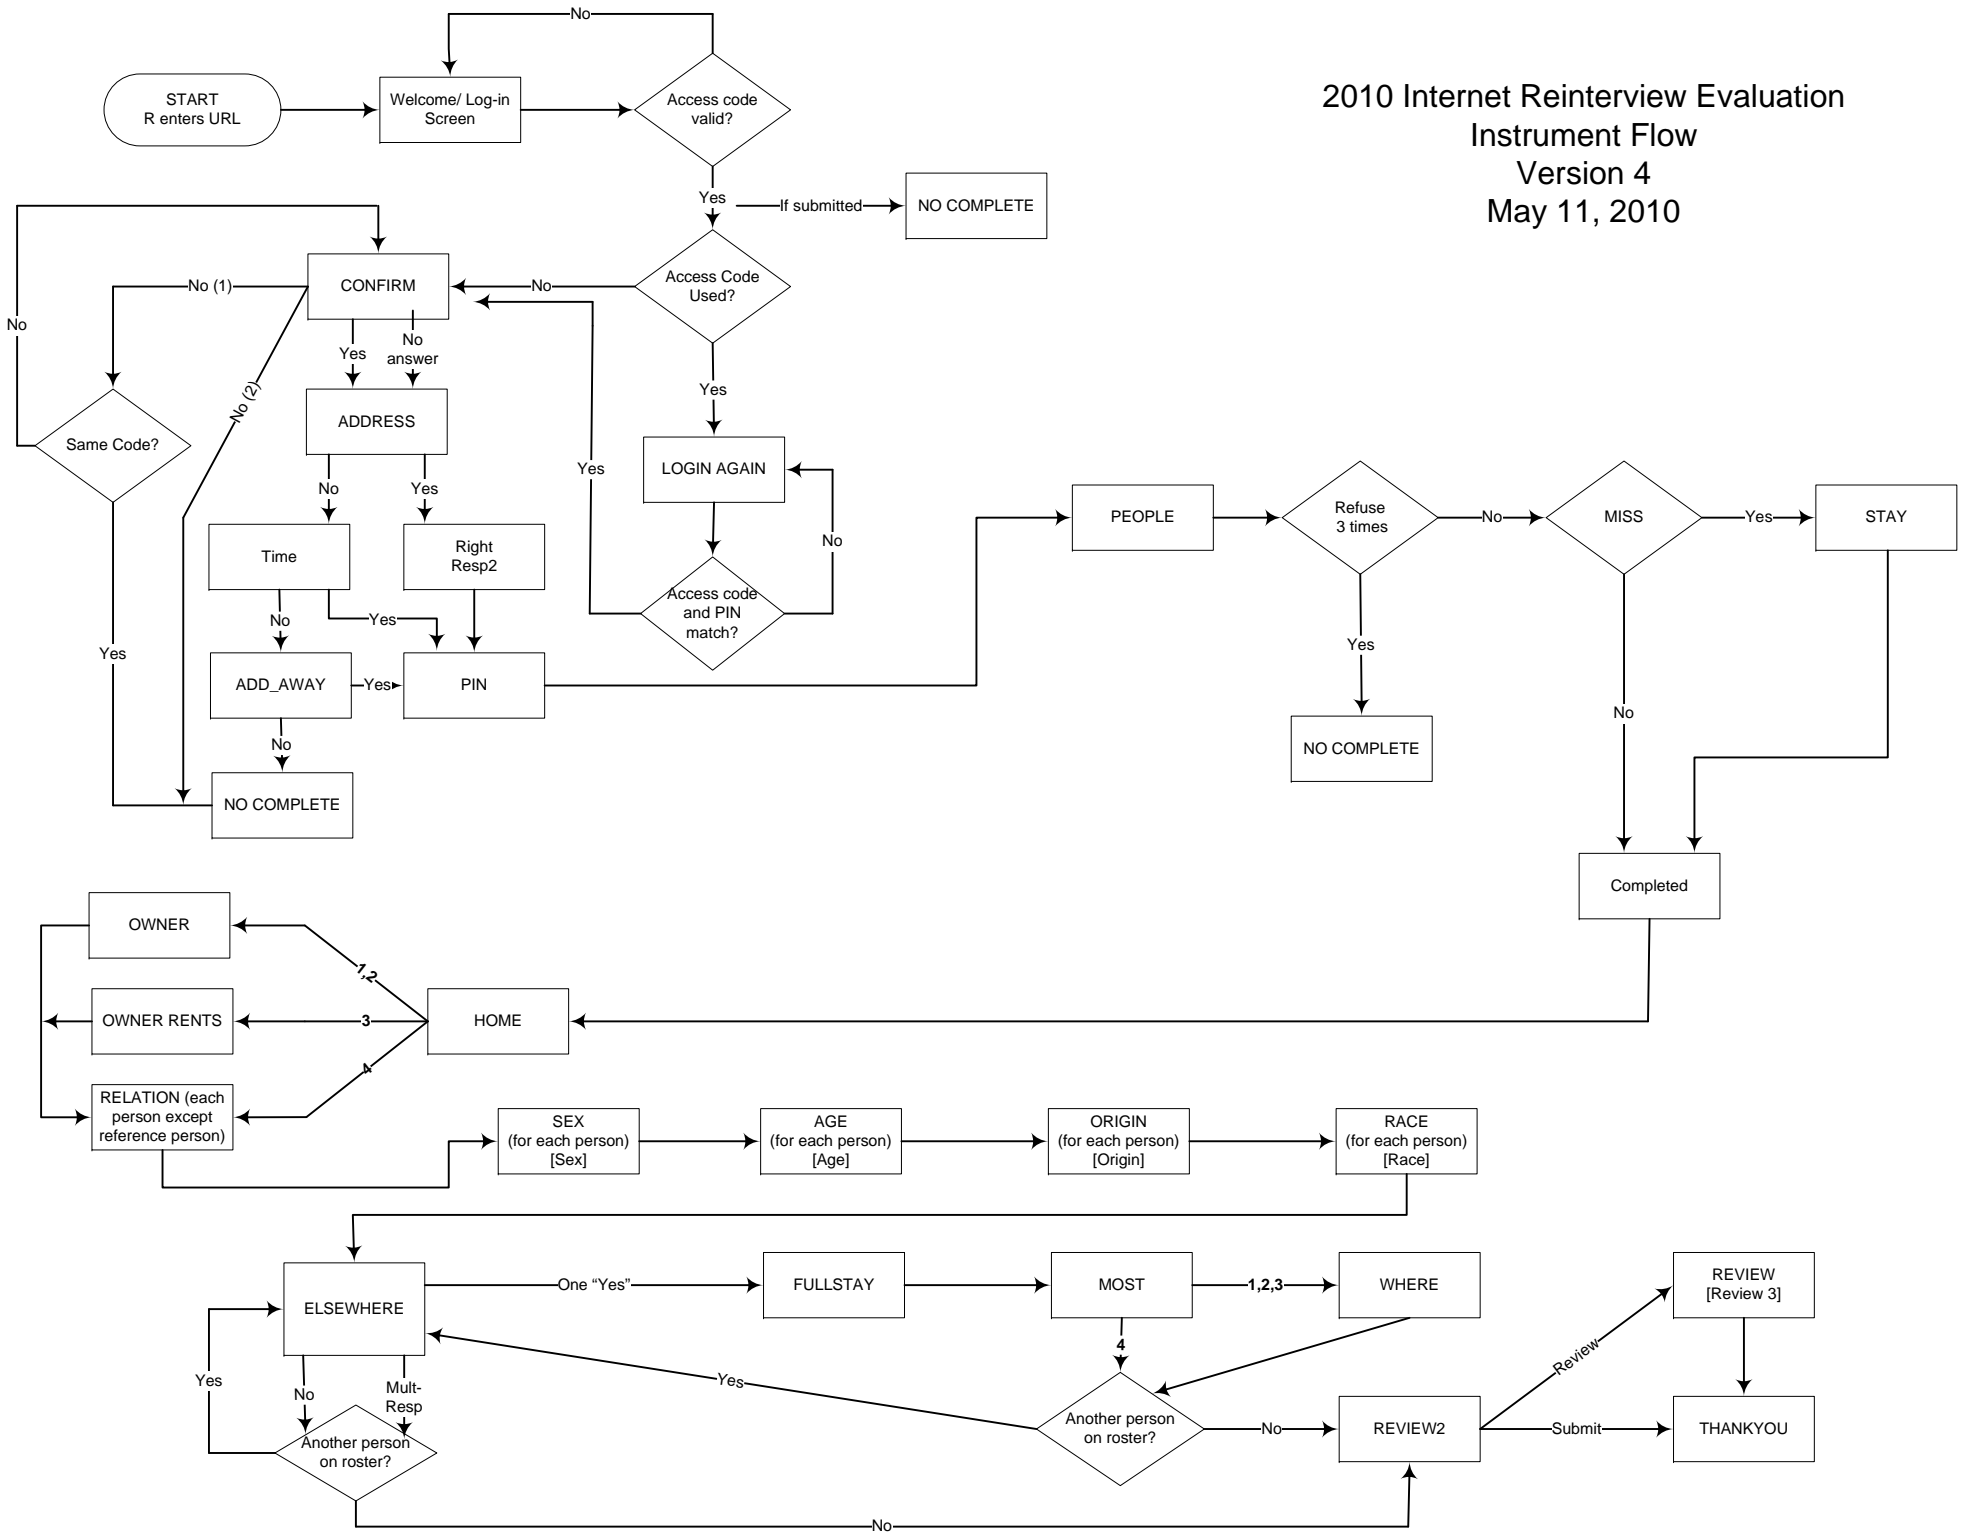 No
START
R enters URL
Welcome/ Log-in
Screen
Access code
valid?
2010 Internet Reinterview Evaluation
Instrument Flow
Version 4
May 11, 2010
Yes
If submitted
NO COMPLETE
CONFIRM
No (1)
No
Access Code
Used?
No
Yes
No
answer
No (2)
Yes
ADDRESS
Same Code?
Yes
LOGIN AGAIN
No
Yes
No
Time
Right
Resp2
Access code
and PIN
match?
No
Yes
Yes
ADD_AWAY
Yes
PIN
No
NO COMPLETE
PEOPLE
Refuse
3 times
No
MISS
Yes
STAY
Yes
No
NO COMPLETE
Completed
OWNER
1,2
OWNER RENTS
3
HOME
4
RELATION (each
person except
reference person)
SEX
(for each person)
[Sex]
AGE
(for each person)
[Age]
ORIGIN
(for each person)
[Origin]
RACE
(for each person)
[Race]
ELSEWHERE
One “Yes”
FULLSTAY
MOST
1,2,3
WHERE
REVIEW
[Review 3]
4
Review
Yes
No
Mult-
Resp
Yes
Another person
on roster?
Another person
on roster?
No
REVIEW2
Submit
THANKYOU
No